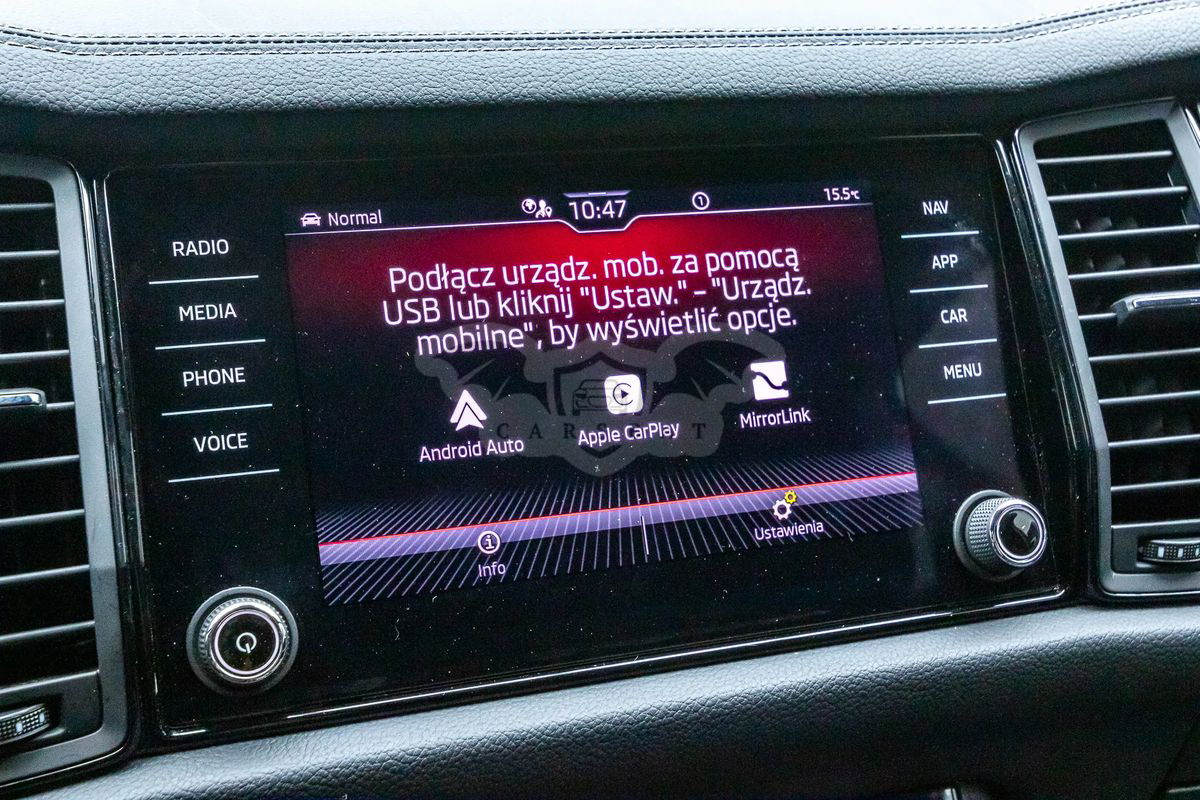 Normal
10:47
1
15.5°C
RADIO
MEDIA
PHONE
VOICE
Podłącz urządz. mob. za pomocą
USB lub kliknij "Ustaw." - "Urządz.
mobilne", by wyświetlić opcje.
Android Auto
Apple CarPlay
MirrorLink
Info
Ustawienia
NAV
APP
CAR
MENU